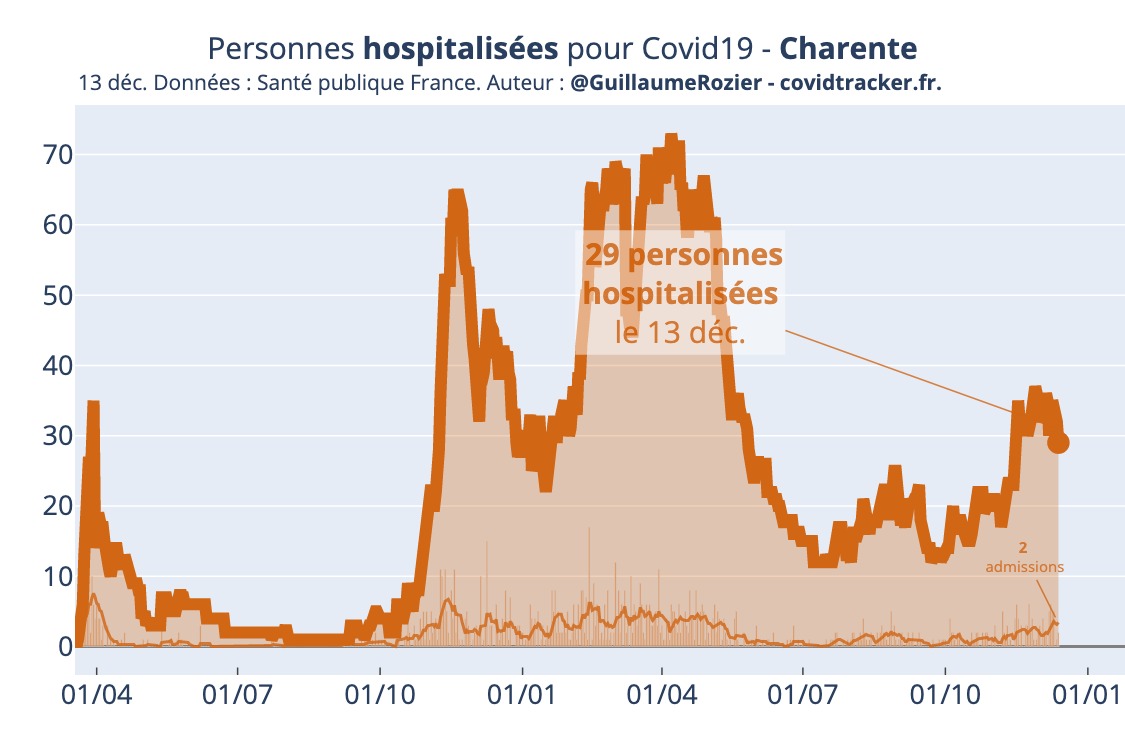 Personnes hospitalisées pour Covid19 - Charente
13 déc. Données : Santé publique France. Auteur : @GuillaumeRozier - covidtracker.fr.
70
60
29 personnes
hospitalisées
le 13 déc.
50
40
30
20
2
admissions
10
0
01/04 01/07 01/10 01/01 01/04 01/07 01/10 01/01